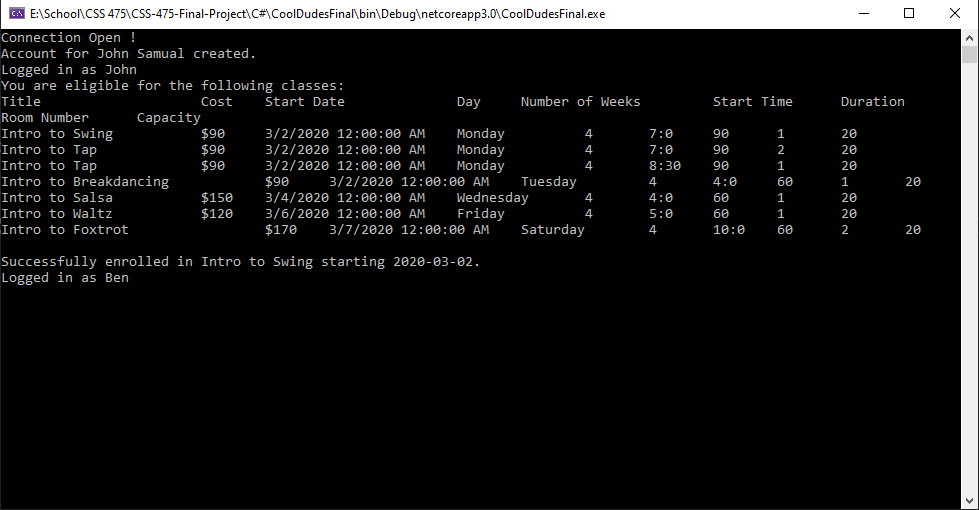 E:\School\CSS 475\CSS-475-Final-Project\C#\CoolDudesFinal\bin\Debug\netcoreapp3.0\CoolDudesFinal.exe
Connection Open !
Account for John Samual created.
Logged in as John
You are eligible for the following classes:
Title Cost Start Date Day Number of Weeks Start Time Duration
Room Number Capacity
Intro to Swing $90 3/2/2020 12:00:00 AM Monday 4 7:0 90 1 20
Intro to Tap $90 3/2/2020 12:00:00 AM Monday 4 7:0 90 2 20
Intro to Tap $90 3/2/2020 12:00:00 AM Monday 4 8:30 90 1 20
Intro to Breakdancing $90 3/2/2020 12:00:00 AM Tuesday 4 4:0 60 1 20
Intro to Salsa $150 3/4/2020 12:00:00 AM Wednesday 4 4:0 60 1 20
Intro to Waltz $120 3/6/2020 12:00:00 AM Friday 4 5:0 60 1 20
Intro to Foxtrot $170 3/7/2020 12:00:00 AM Saturday 4 10:0 60 2 20
Successfully enrolled in Intro to Swing starting 2020-03-02.
Logged in as Ben